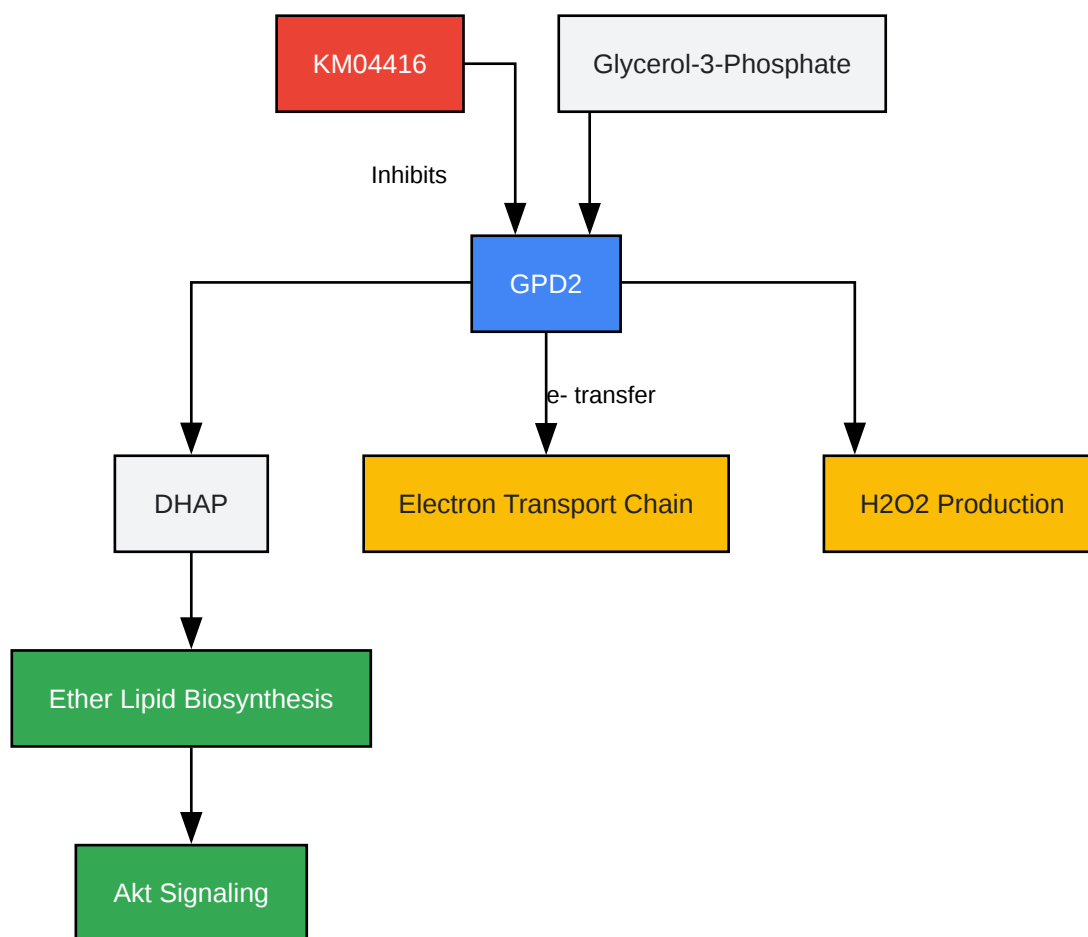 KM04416
Glycerol-3-Phosphate
Inhibits
GPD2
e- transfer
DHAP
Electron Transport Chain
H2O2 Production
Ether Lipid Biosynthesis
Akt Signaling